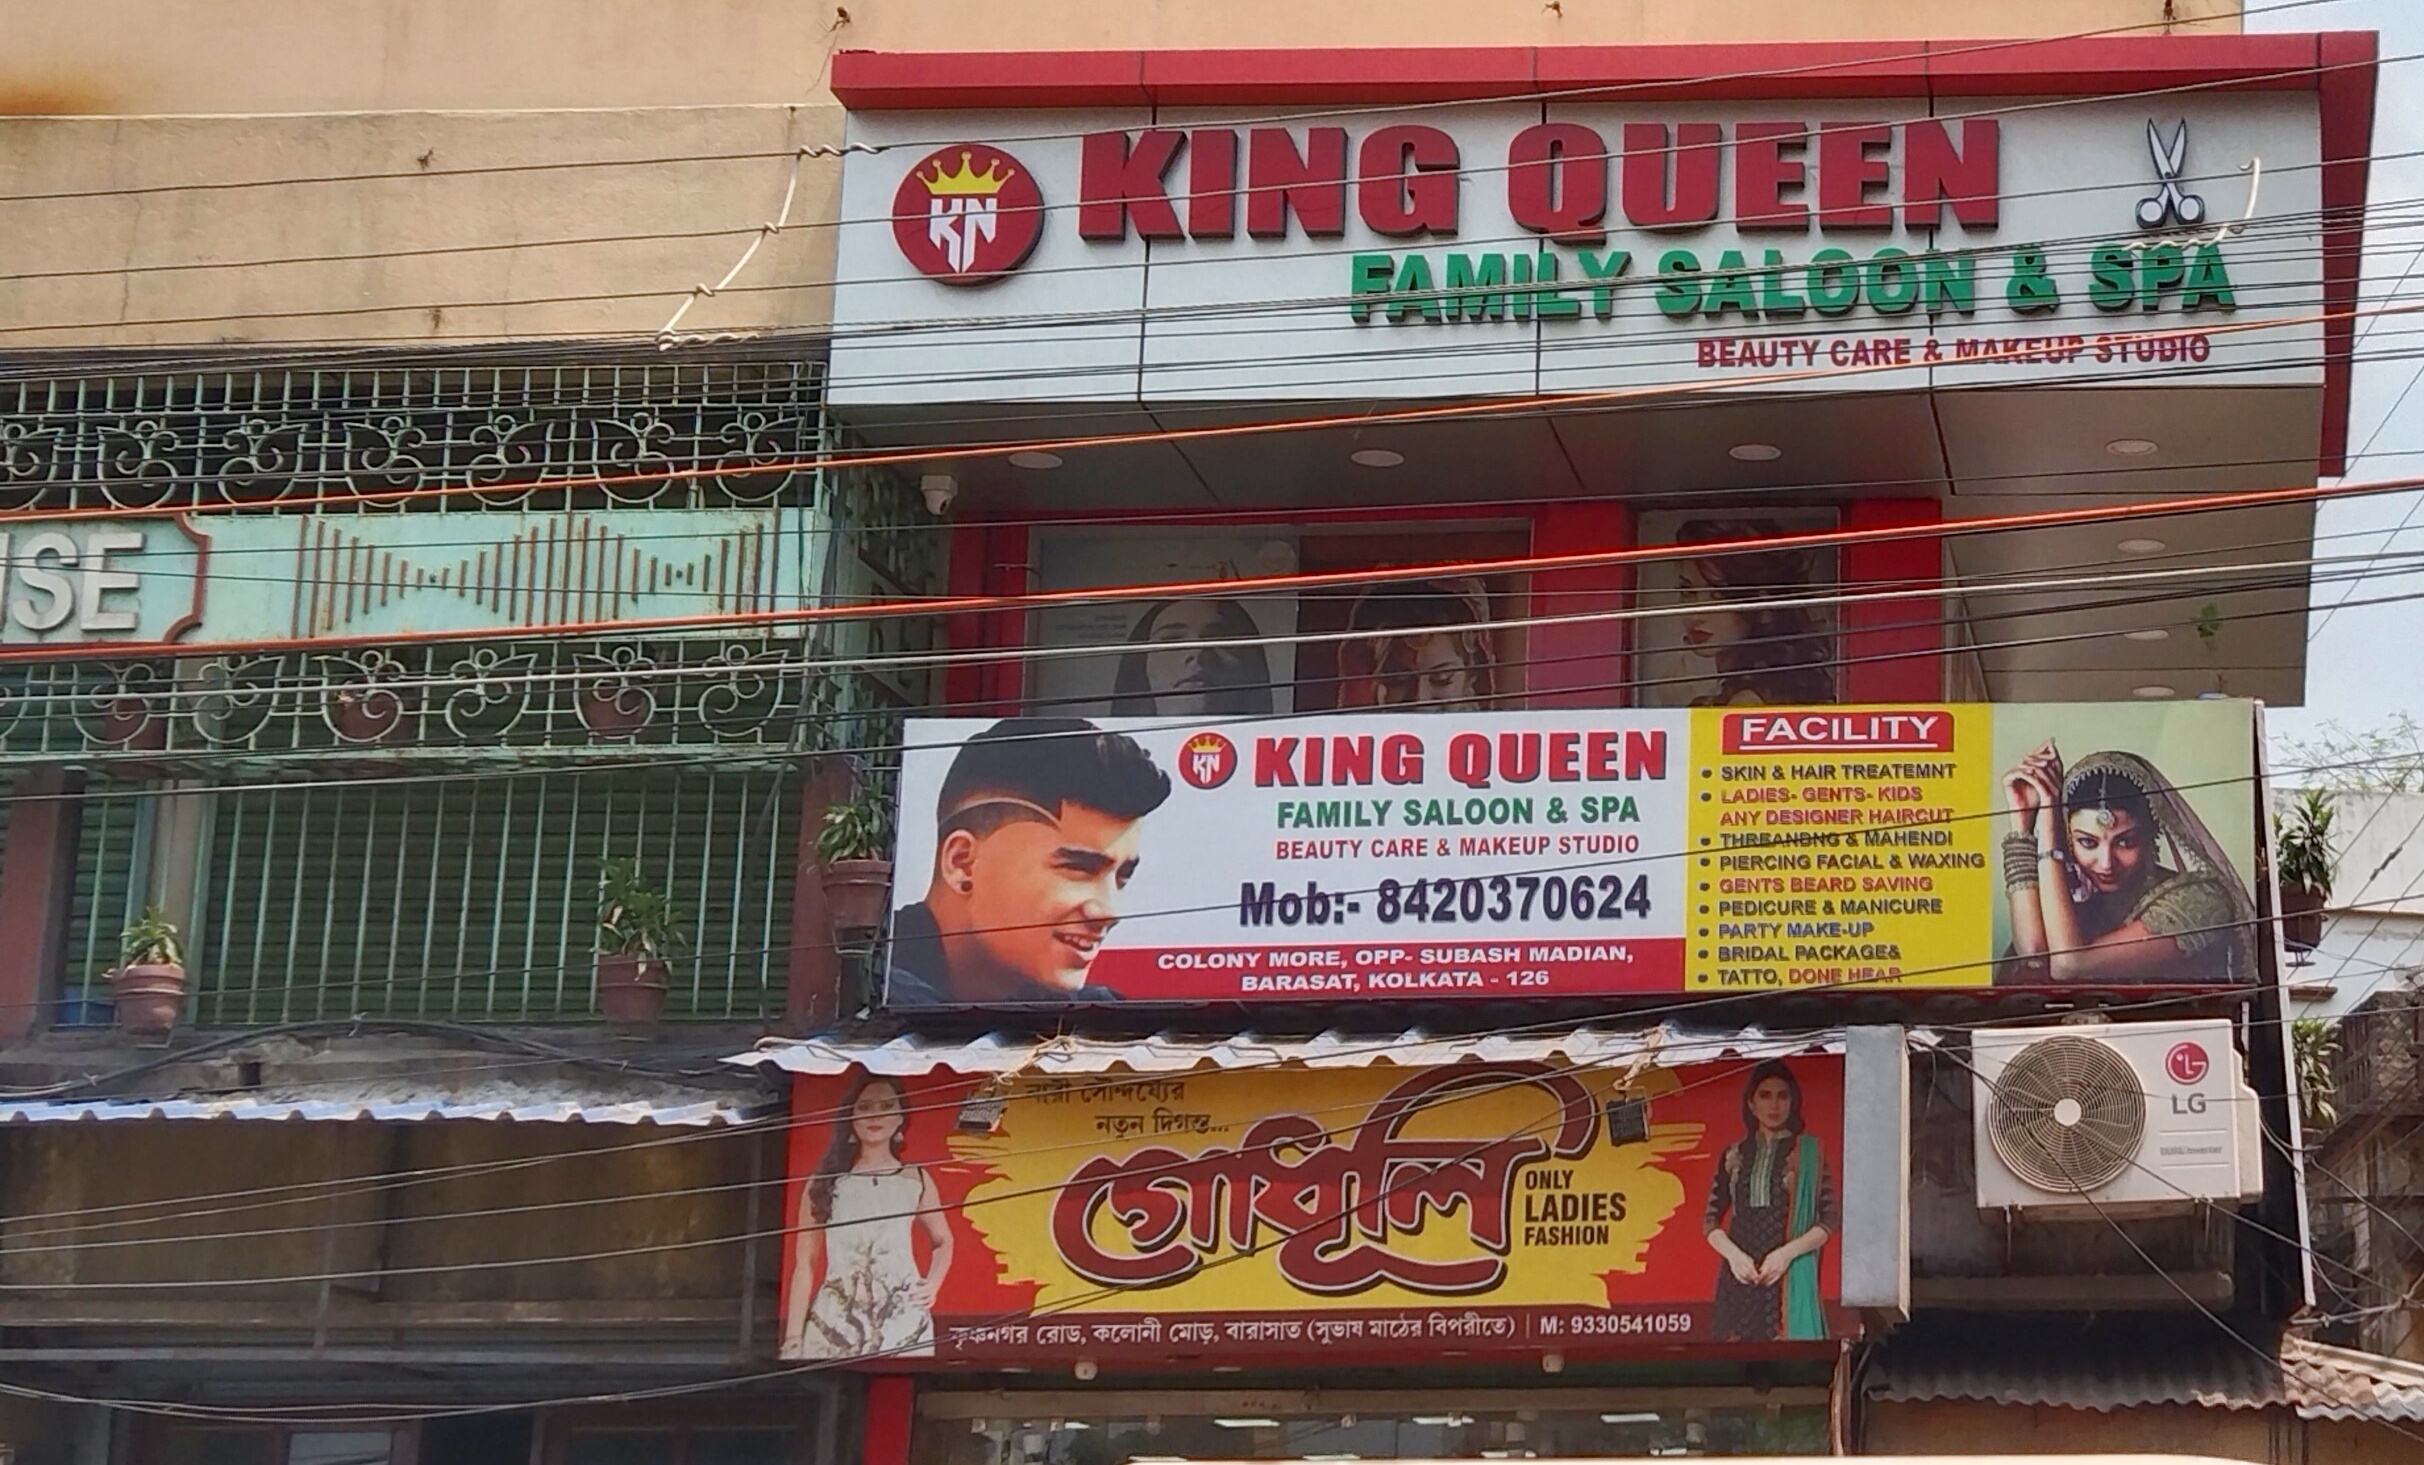 KN
KING QUEEN
FAMILY SALOON & SPA
BEAUTY CARE & MAKEUP STUDIO
KN
KING QUEEN
FAMILY SALOON & SPA
BEAUTY CARE & MAKEUP STUDIO
Mob:- 8420370624
COLONY MORE, OPP- SUBASH MADIAN,
BARASAT, KOLKATA - 126
FACILITY
• SKIN & HAIR TREATEMNT
• LADIES- GENTS- KIDS
ANY DESIGNER HAIRCUT
• THREANDNG & MAHENDI
• PIERCING FACIAL & WAXING
• GENTS BEARD SAVING
• PEDICURE & MANICURE
• PARTY MAKE-UP
• BRIDAL PACKAGE&
• TATTO, DONE HEAR
নারী সৌন্দর্য্যের
নতুন দিগন্ত...
গোধূলি
ONLY
LADIES
FASHION
কৃষ্ণনগর রোড, কলোনী মোড়, বারাসাত (সুভাষ মাঠের বিপরীতে) | M: 9330541059
LG